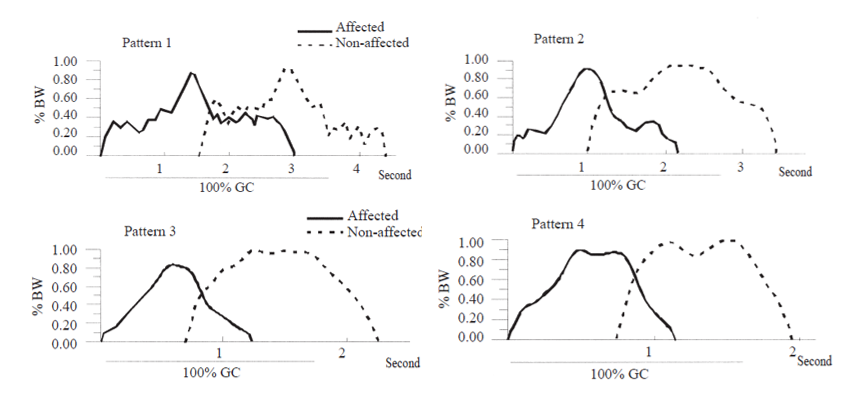 Pattern 1
Affected
Non-affected
% BW
1.00
0.80
0.60
0.40
0.20
0.00
1 2 3 4 Second
100% GC
Pattern 2
% BW
1.00
0.80
0.60
0.40
0.20
0.00
1 2 3 Second
100% GC
Pattern 3
Affected
Non-affected
% BW
1.00
0.80
0.60
0.40
0.20
0.00
1 2 Second
100% GC
Pattern 4
% BW
1.00
0.80
0.60
0.40
0.20
0.00
1 2 Second
100% GC